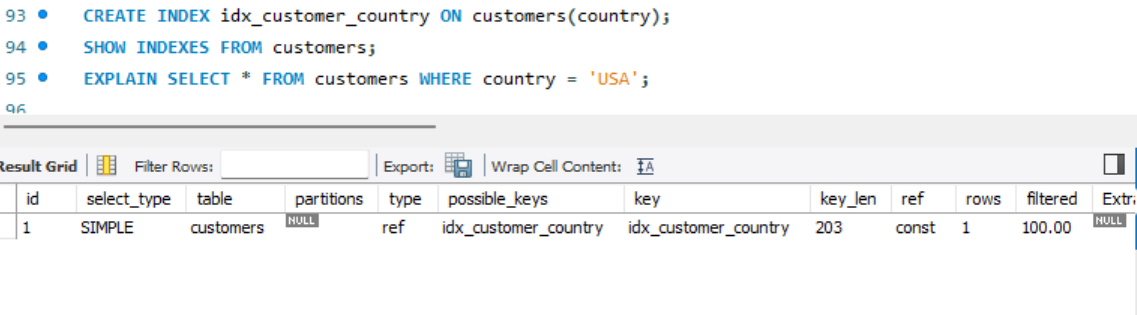 93 CREATE INDEX idx_customer_country ON customers(country);
94 SHOW INDEXES FROM customers;
95 EXPLAIN SELECT * FROM customers WHERE country = 'USA';
96
Result Grid Filter Rows: Export: Wrap Cell Content: IA
id select_type table partitions type possible_keys key key_len ref rows filtered Extra
1 SIMPLE customers NULL ref idx_customer_country idx_customer_country 203 const 1 100.00 NULL